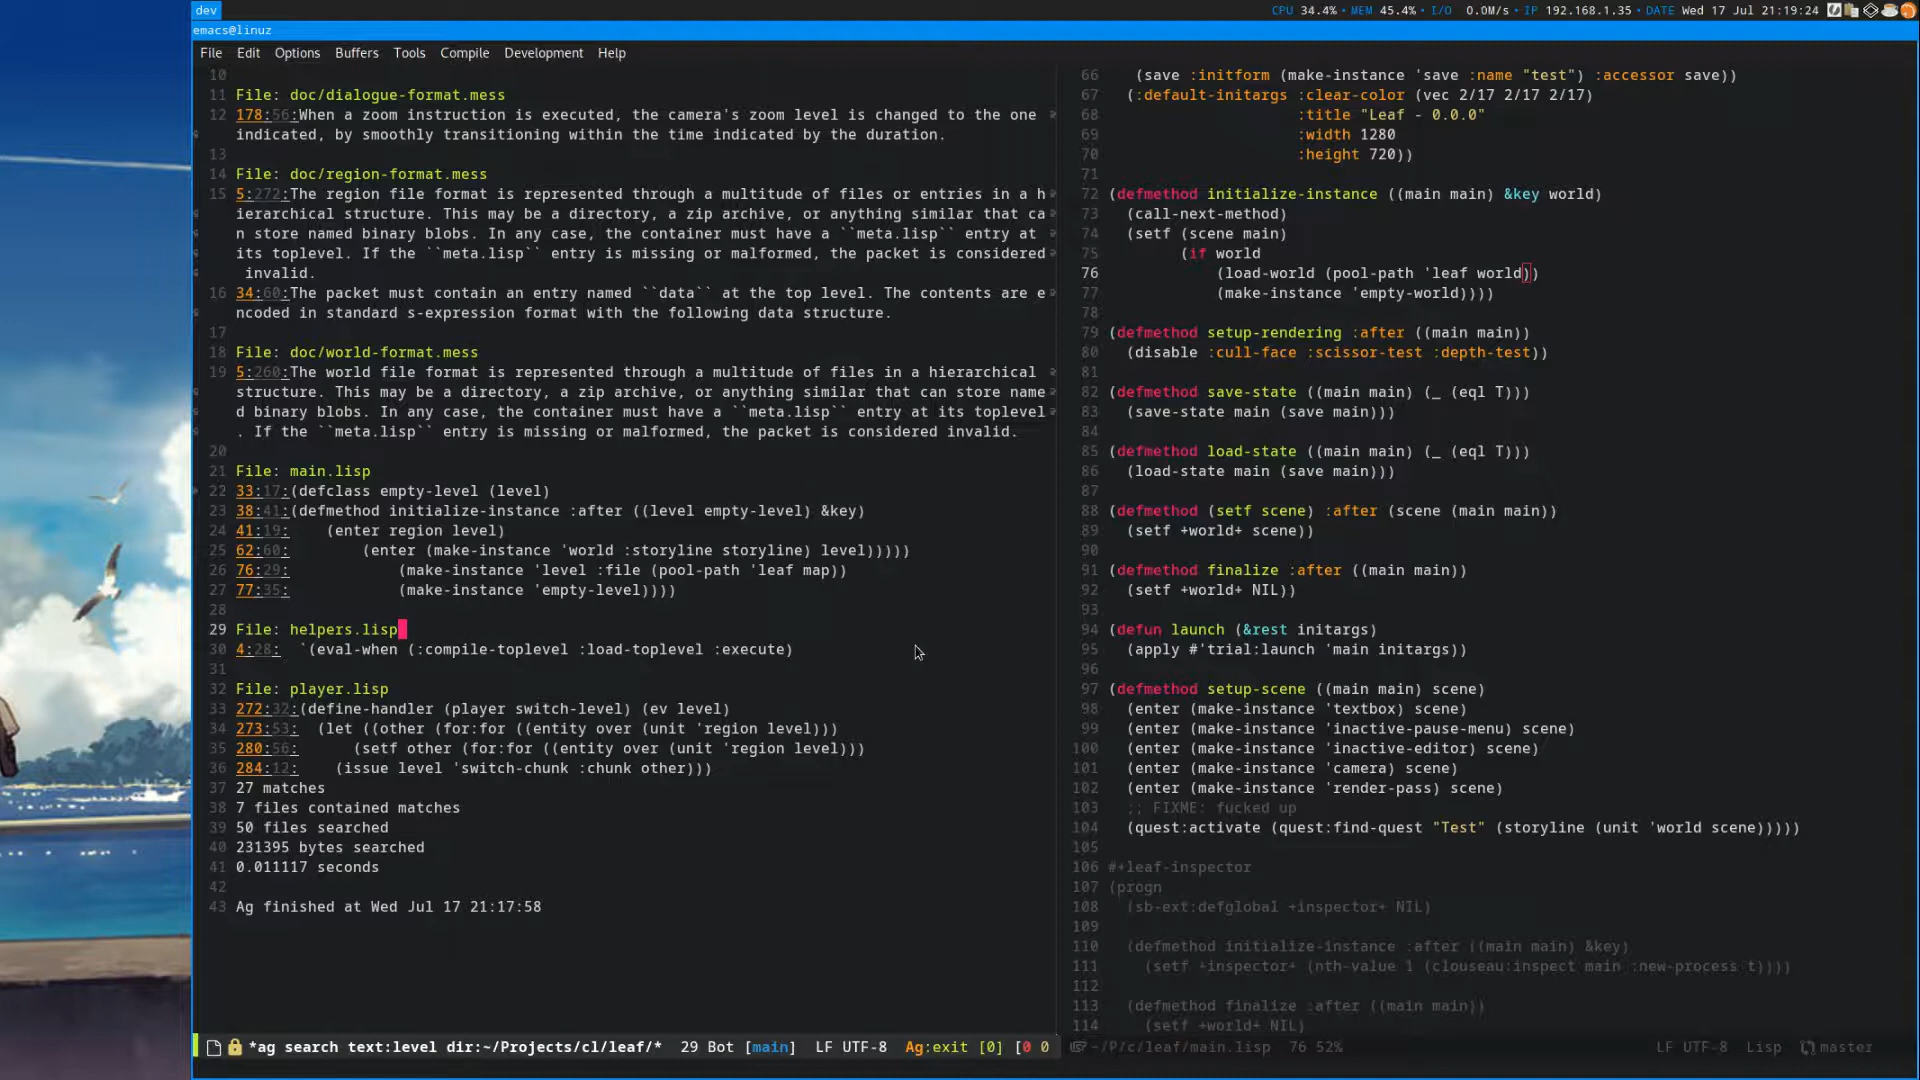 dev
CPU 34.4% • MEM 45.4% • I/O 0.0M/s • IP 192.168.1.35 • DATE Wed 17 Jul 21:19:24
emacs@linuz
File Edit Options Buffers Tools Compile Development Help
10
11 File: doc/dialogue-format.mess
12 178:56:When a zoom instruction is executed, the camera's zoom level is changed to the one
indicated, by smoothly transitioning within the time indicated by the duration.
13
14 File: doc/region-format.mess
15 5:272:The region file format is represented through a multitude of files or entries in a h
ierarchical structure. This may be a directory, a zip archive, or anything similar that ca
n store named binary blobs. In any case, the container must have a ``meta.lisp`` entry at
its toplevel. If the ``meta.lisp`` entry is missing or malformed, the packet is considered
invalid.
16 34:60:The packet must contain an entry named ``data`` at the top level. The contents are e
ncoded in standard s-expression format with the following data structure.
17
18 File: doc/world-format.mess
19 5:260:The world file format is represented through a multitude of files in a hierarchical
structure. This may be a directory, a zip archive, or anything similar that can store name
d binary blobs. In any case, the container must have a ``meta.lisp`` entry at its toplevel
. If the ``meta.lisp`` entry is missing or malformed, the packet is considered invalid.
20
21 File: main.lisp
22 33:17:(defclass empty-level (level)
23 38:41:(defmethod initialize-instance :after ((level empty-level) &key)
24 41:19:    (enter region level)
25 62:60:        (enter (make-instance 'world :storyline storyline) level)))))
26 76:29:            (make-instance 'level :file (pool-path 'leaf map))
27 77:35:            (make-instance 'empty-level))))
28
29 File: helpers.lisp
30 4:28:  `(eval-when (:compile-toplevel :load-toplevel :execute)
31
32 File: player.lisp
33 272:32:(define-handler (player switch-level) (ev level)
34 273:53:  (let ((other (for:for ((entity over (unit 'region level)))
35 280:56:      (setf other (for:for ((entity over (unit 'region level)))
36 284:12:    (issue level 'switch-chunk :chunk other)))
37 27 matches
38 7 files contained matches
39 50 files searched
40 231395 bytes searched
41 0.011117 seconds
42
43 Ag finished at Wed Jul 17 21:17:58
*ag search text:level dir:~/Projects/cl/leaf/* 29 Bot [main] LF UTF-8 Ag:exit [0] [0 0
66   (save :initform (make-instance 'save :name "test") :accessor save))
67  (:default-initargs :clear-color (vec 2/17 2/17 2/17)
68                     :title "Leaf - 0.0.0"
69                     :width 1280
70                     :height 720))
71
72 (defmethod initialize-instance ((main main) &key world)
73   (call-next-method)
74   (setf (scene main)
75         (if world
76             (load-world (pool-path 'leaf world))
77             (make-instance 'empty-world))))
78
79 (defmethod setup-rendering :after ((main main))
80   (disable :cull-face :scissor-test :depth-test))
81
82 (defmethod save-state ((main main) (_ (eql T)))
83   (save-state main (save main)))
84
85 (defmethod load-state ((main main) (_ (eql T)))
86   (load-state main (save main)))
87
88 (defmethod (setf scene) :after (scene (main main))
89   (setf +world+ scene))
90
91 (defmethod finalize :after ((main main))
92   (setf +world+ NIL))
93
94 (defun launch (&rest initargs)
95   (apply #'trial:launch 'main initargs))
96
97 (defmethod setup-scene ((main main) scene)
98   (enter (make-instance 'textbox) scene)
99   (enter (make-instance 'inactive-pause-menu) scene)
100   (enter (make-instance 'inactive-editor) scene)
101   (enter (make-instance 'camera) scene)
102   (enter (make-instance 'render-pass) scene)
103   ;; FIXME: fucked up
104   (quest:activate (quest:find-quest "Test" (storyline (unit 'world scene)))))
105
106 #+leaf-inspector
107 (progn
108   (sb-ext:defglobal +inspector+ NIL)
109
110   (defmethod initialize-instance :after ((main main) &key)
111     (setf +inspector+ (nth-value 1 (clouseau:inspect main :new-process t))))
112
113   (defmethod finalize :after ((main main))
114     (setf +world+ NIL)
~/P/c/leaf/main.lisp 76 52% LF UTF-8 Lisp master